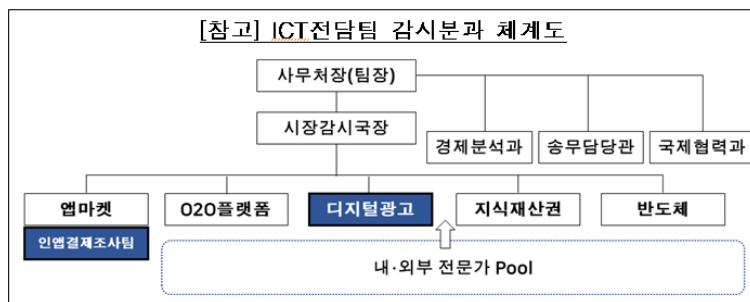 [참고] ICT전담팀 감시분과 체계도
사무처장(팀장)
시장감시국장
경제분석과
송무담당관
국제협력과
앱마켓
O2O플랫폼
디지털광고
지식재산권
반도체
인앱결제조사팀
내·외부 전문가 Pool